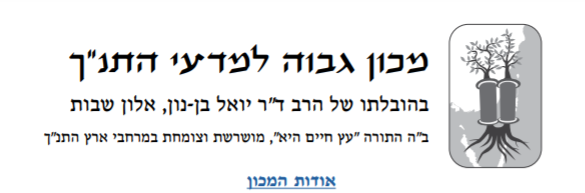 מכון גבוה למדעי התנ"ך
בהובלתו של הרב ד"ר יואל בן-נון, אלון שבות
ב"ה התורה "עץ חיים היא", מושרשת וצומחת במרחבי ארץ התנ"ך
אודות המכון